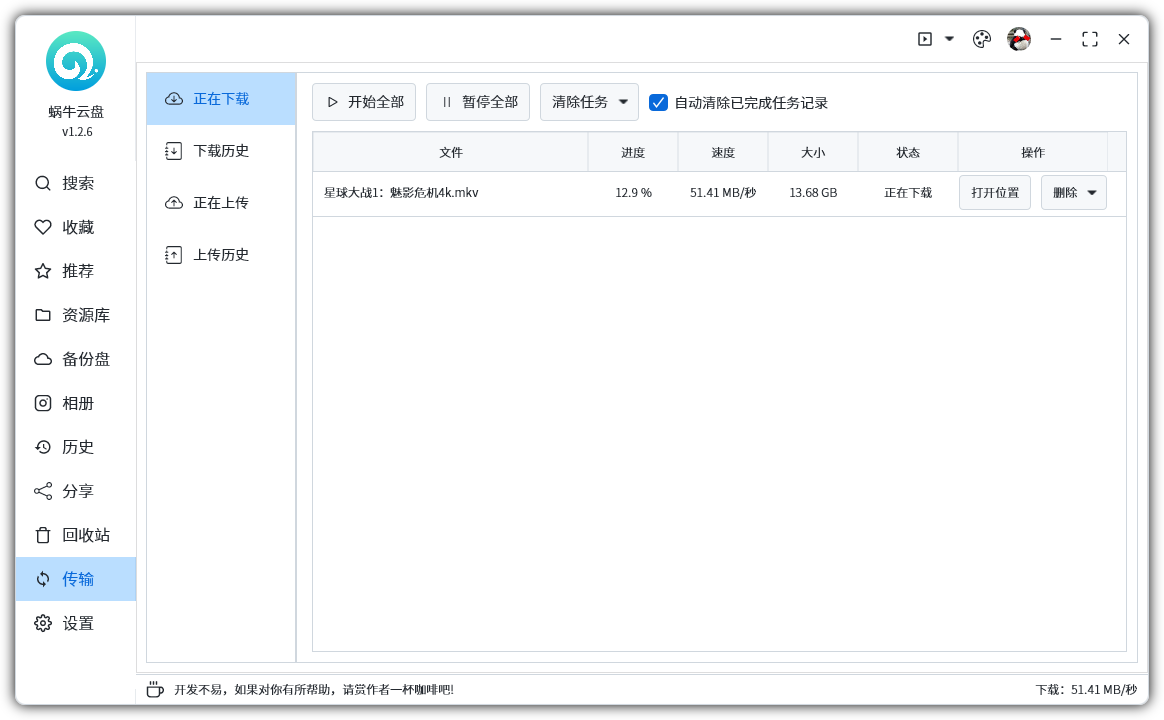 蜗牛云盘
v1.2.6
搜索
收藏
推荐
资源库
备份盘
相册
历史
分享
回收站
传输
设置
正在下载
下载历史
正在上传
上传历史
开始全部 暂停全部 清除任务 自动清除已完成任务记录
文件 进度 速度 大小 状态 操作
星球大战1：魅影危机4k.mkv 12.9 % 51.41 MB/秒 13.68 GB 正在下载 打开位置 删除
开发不易，如果对你有所帮助，请赏作者一杯咖啡吧! 下载：51.41 MB/秒